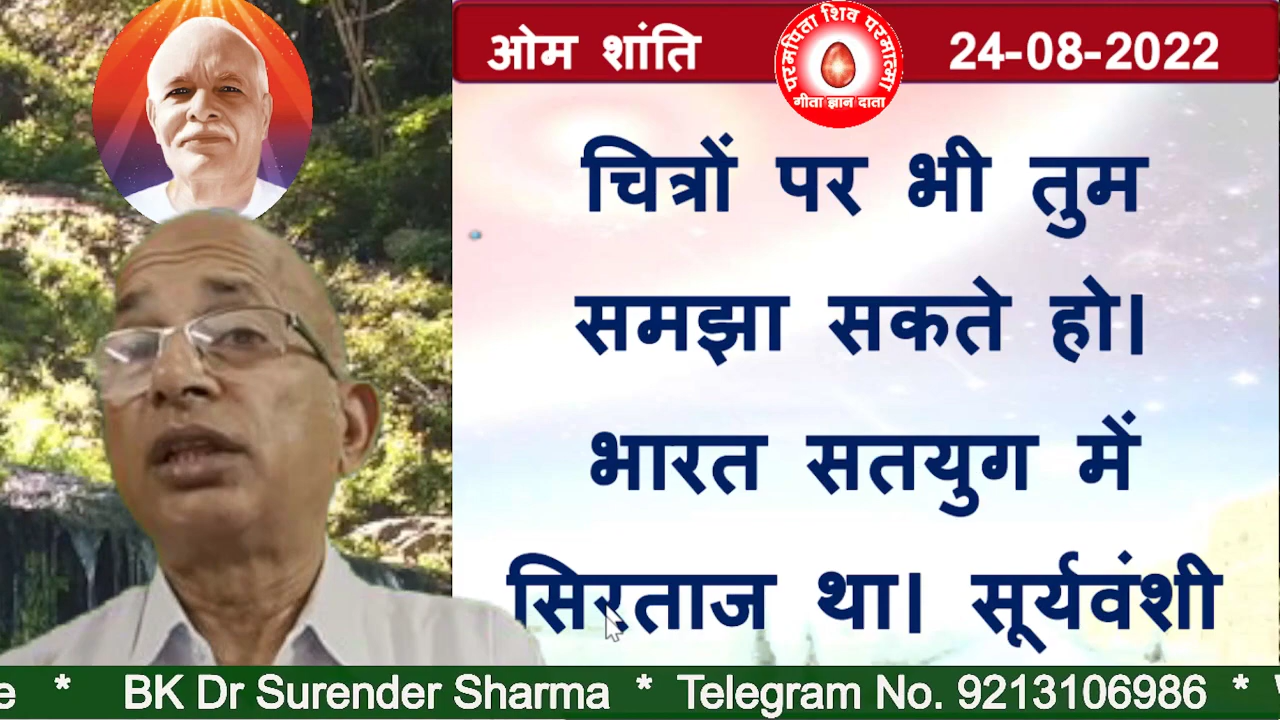 ओम शांति
परमपिता शिव परमात्मा
गीता ज्ञान दाता
24-08-2022
चित्रों पर भी तुम
समझा सकते हो।
भारत सतयुग में
सिरताज था। सूर्यवंशी
e * BK Dr Surender Sharma * Telegram No. 9213106986 *